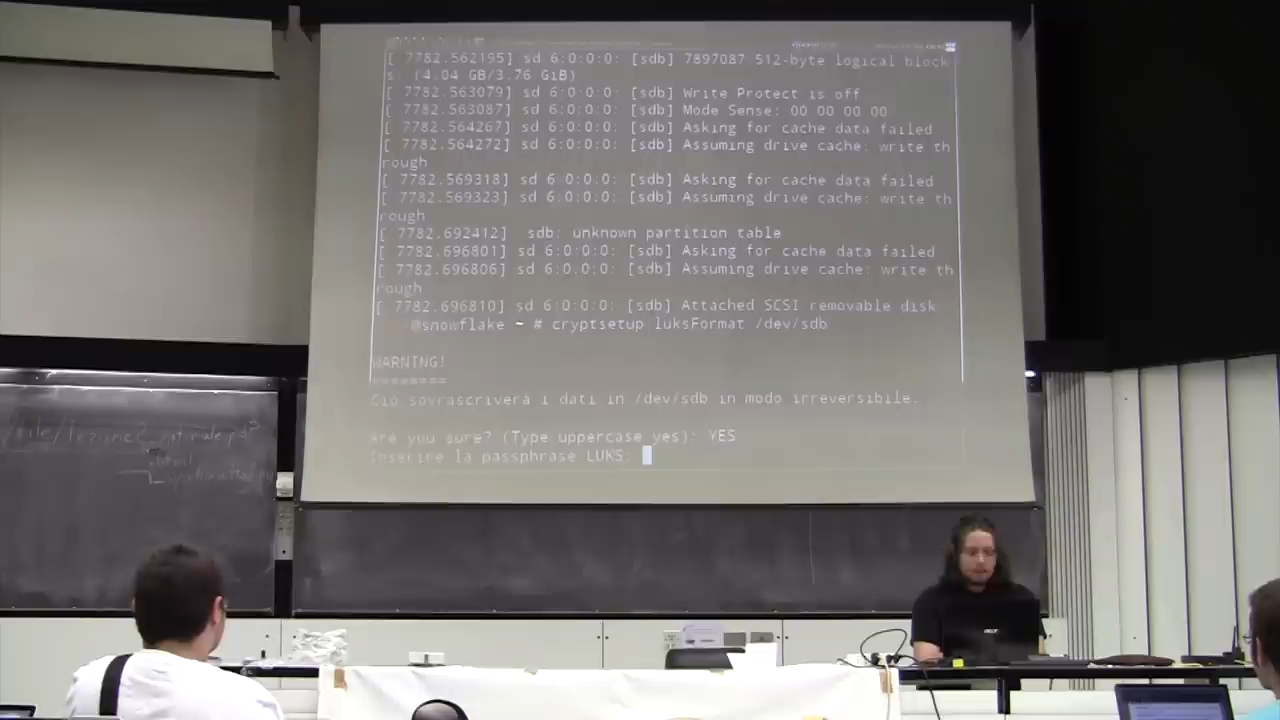 [ 7782.562195] sd 6:0:0:0: [sdb] 7897087 512-byte logical block
s: (4.04 GB/3.76 GiB)
[ 7782.563079] sd 6:0:0:0: [sdb] Write Protect is off
[ 7782.563087] sd 6:0:0:0: [sdb] Mode Sense: 00 00 00 00
[ 7782.564267] sd 6:0:0:0: [sdb] Asking for cache data failed
[ 7782.564272] sd 6:0:0:0: [sdb] Assuming drive cache: write th
rough
[ 7782.569318] sd 6:0:0:0: [sdb] Asking for cache data failed
[ 7782.569323] sd 6:0:0:0: [sdb] Assuming drive cache: write th
rough
[ 7782.692412]  sdb: unknown partition table
[ 7782.696801] sd 6:0:0:0: [sdb] Asking for cache data failed
[ 7782.696806] sd 6:0:0:0: [sdb] Assuming drive cache: write th
rough
[ 7782.696810] sd 6:0:0:0: [sdb] Attached SCSI removable disk
@snowflake ~ # cryptsetup luksFormat /dev/sdb
WARNING!
========
Ciò sovrascriverà i dati in /dev/sdb in modo irreversibile.
Are you sure? (Type uppercase yes): YES
Inserire la passphrase LUKS:
acer